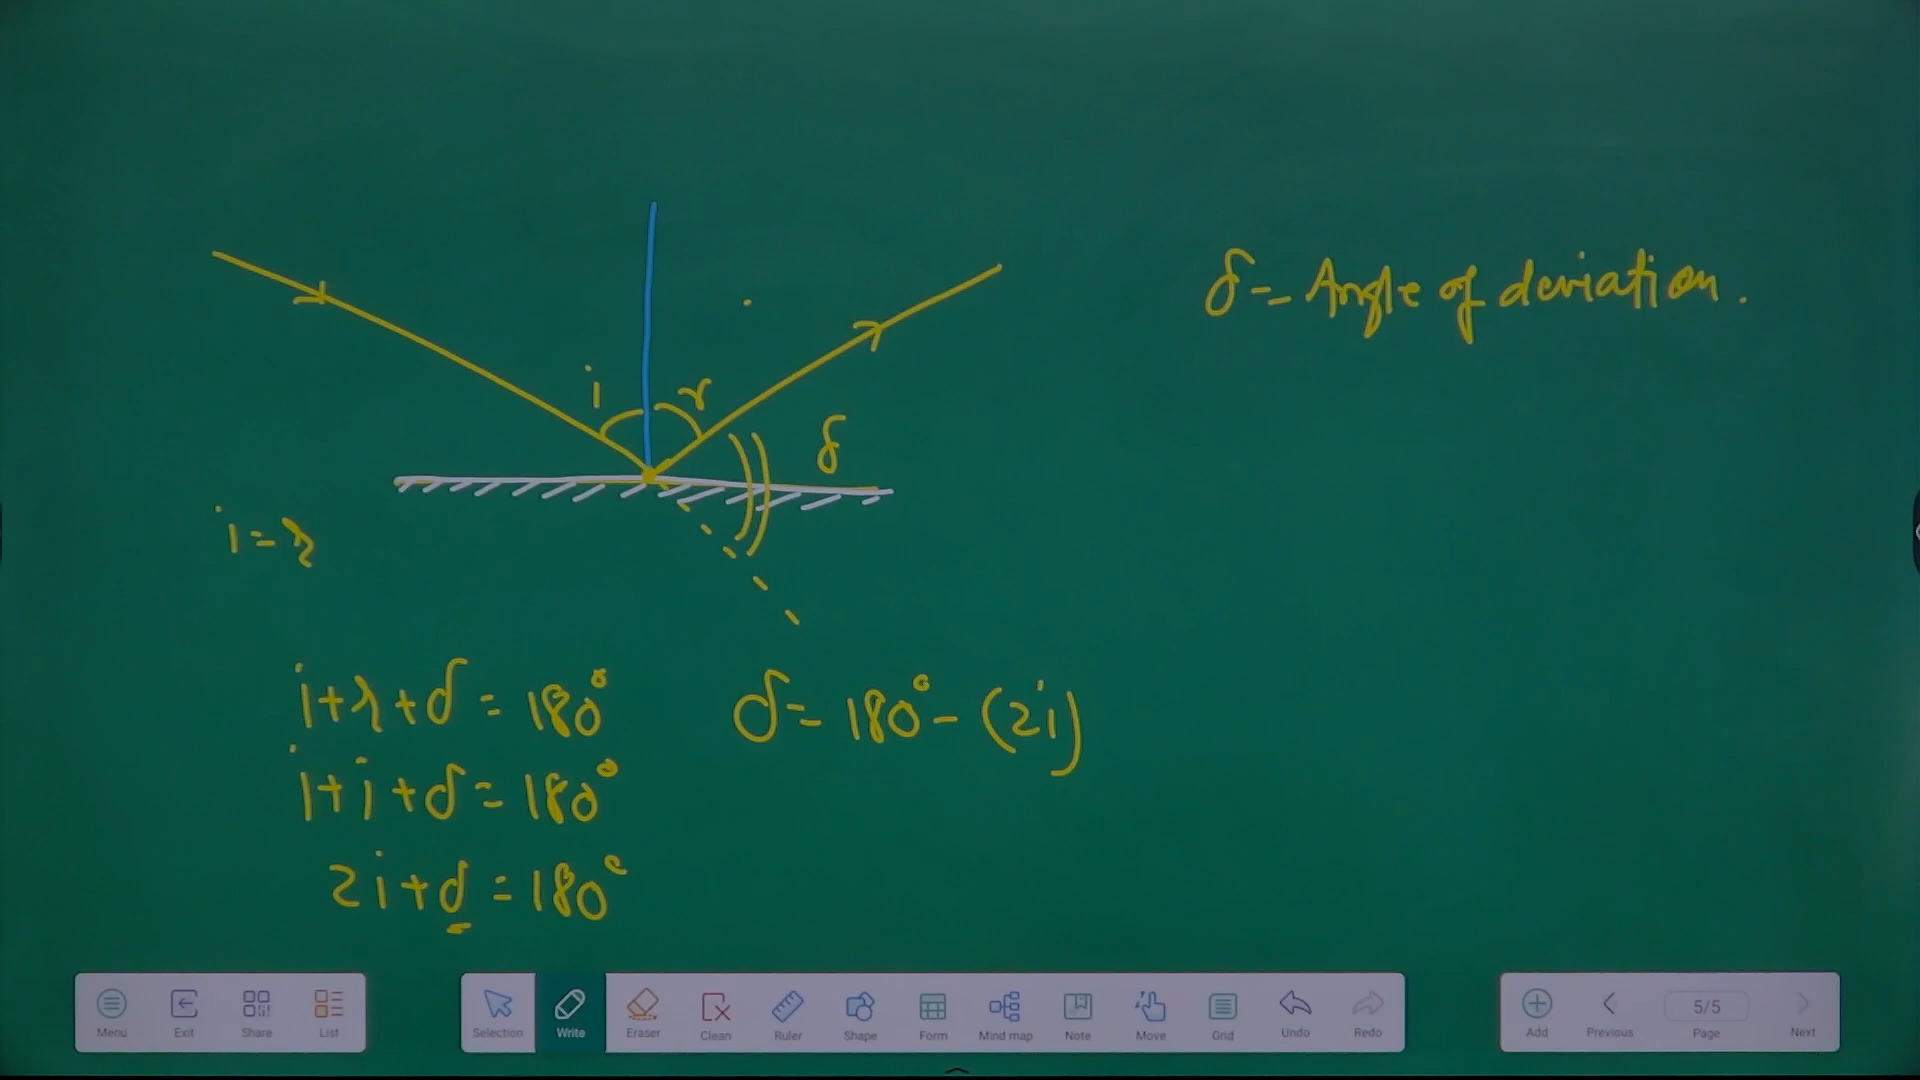 δ = Angle of deviation.
i r
δ
i = r
i + r + δ = 180°
δ = 180° - (2i)
i + i + δ = 180°
2i + δ = 180°
Menu Exit Share List Selection Write Eraser Clean Ruler Shape Form Mind map Note Move Grid Undo Redo Add Previous 5/5 Page Next